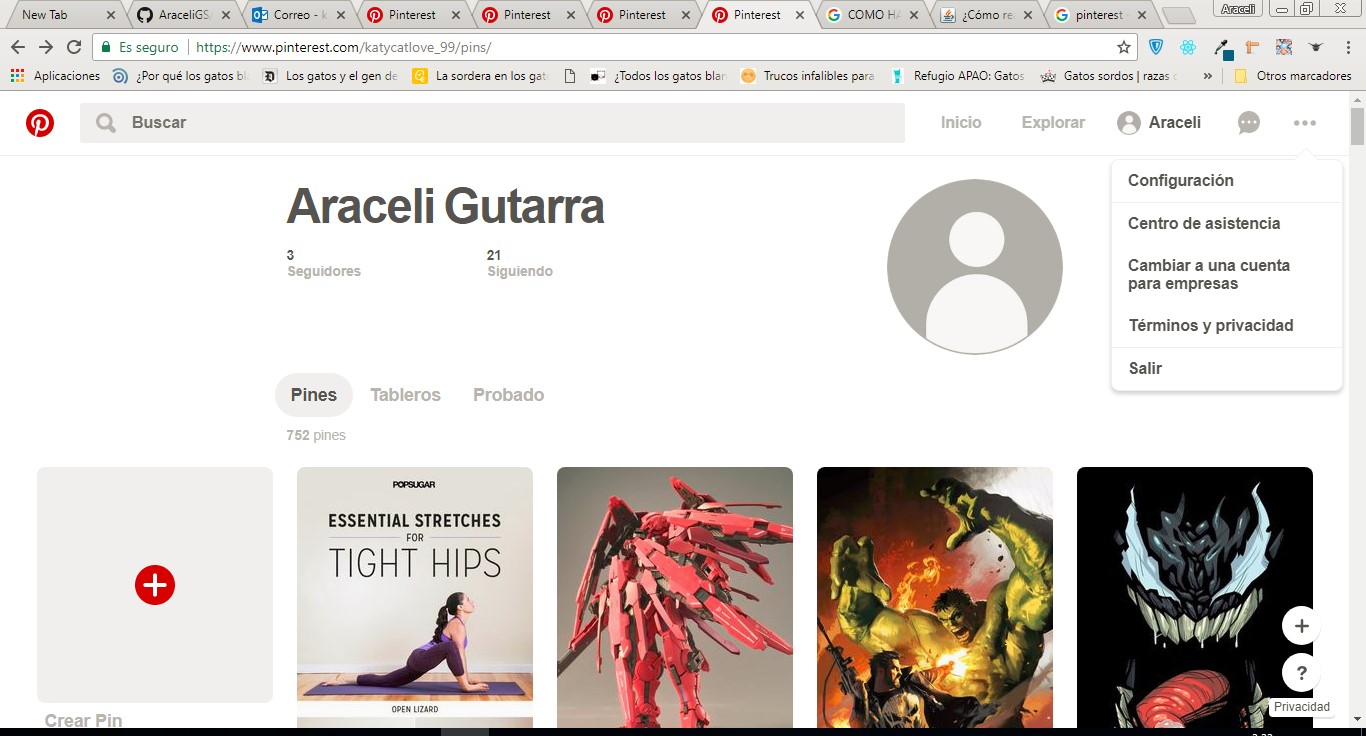 New Tab
AraceliGS
Correo - k
Pinterest
Pinterest
Pinterest
Pinterest
COMO HA
¿Cómo re
pinterest
Araceli
Es seguro
https://www.pinterest.com/katycatlove_99/pins/
Aplicaciones
¿Por qué los gatos bl
Los gatos y el gen de
La sordera en los gat
¿Todos los gatos blan
Trucos infalibles para
Refugio APAO: Gatos
Gatos sordos | razas
»
Otros marcadores
Buscar
Inicio
Explorar
Araceli
Configuración
Centro de asistencia
Cambiar a una cuenta
para empresas
Términos y privacidad
Salir
Araceli Gutarra
3
Seguidores
21
Siguiendo
Pines
Tableros
Probado
752 pines
Crear Pin
POPSUGAR
ESSENTIAL STRETCHES
FOR
TIGHT HIPS
OPEN LIZARD
+
?
Privacidad